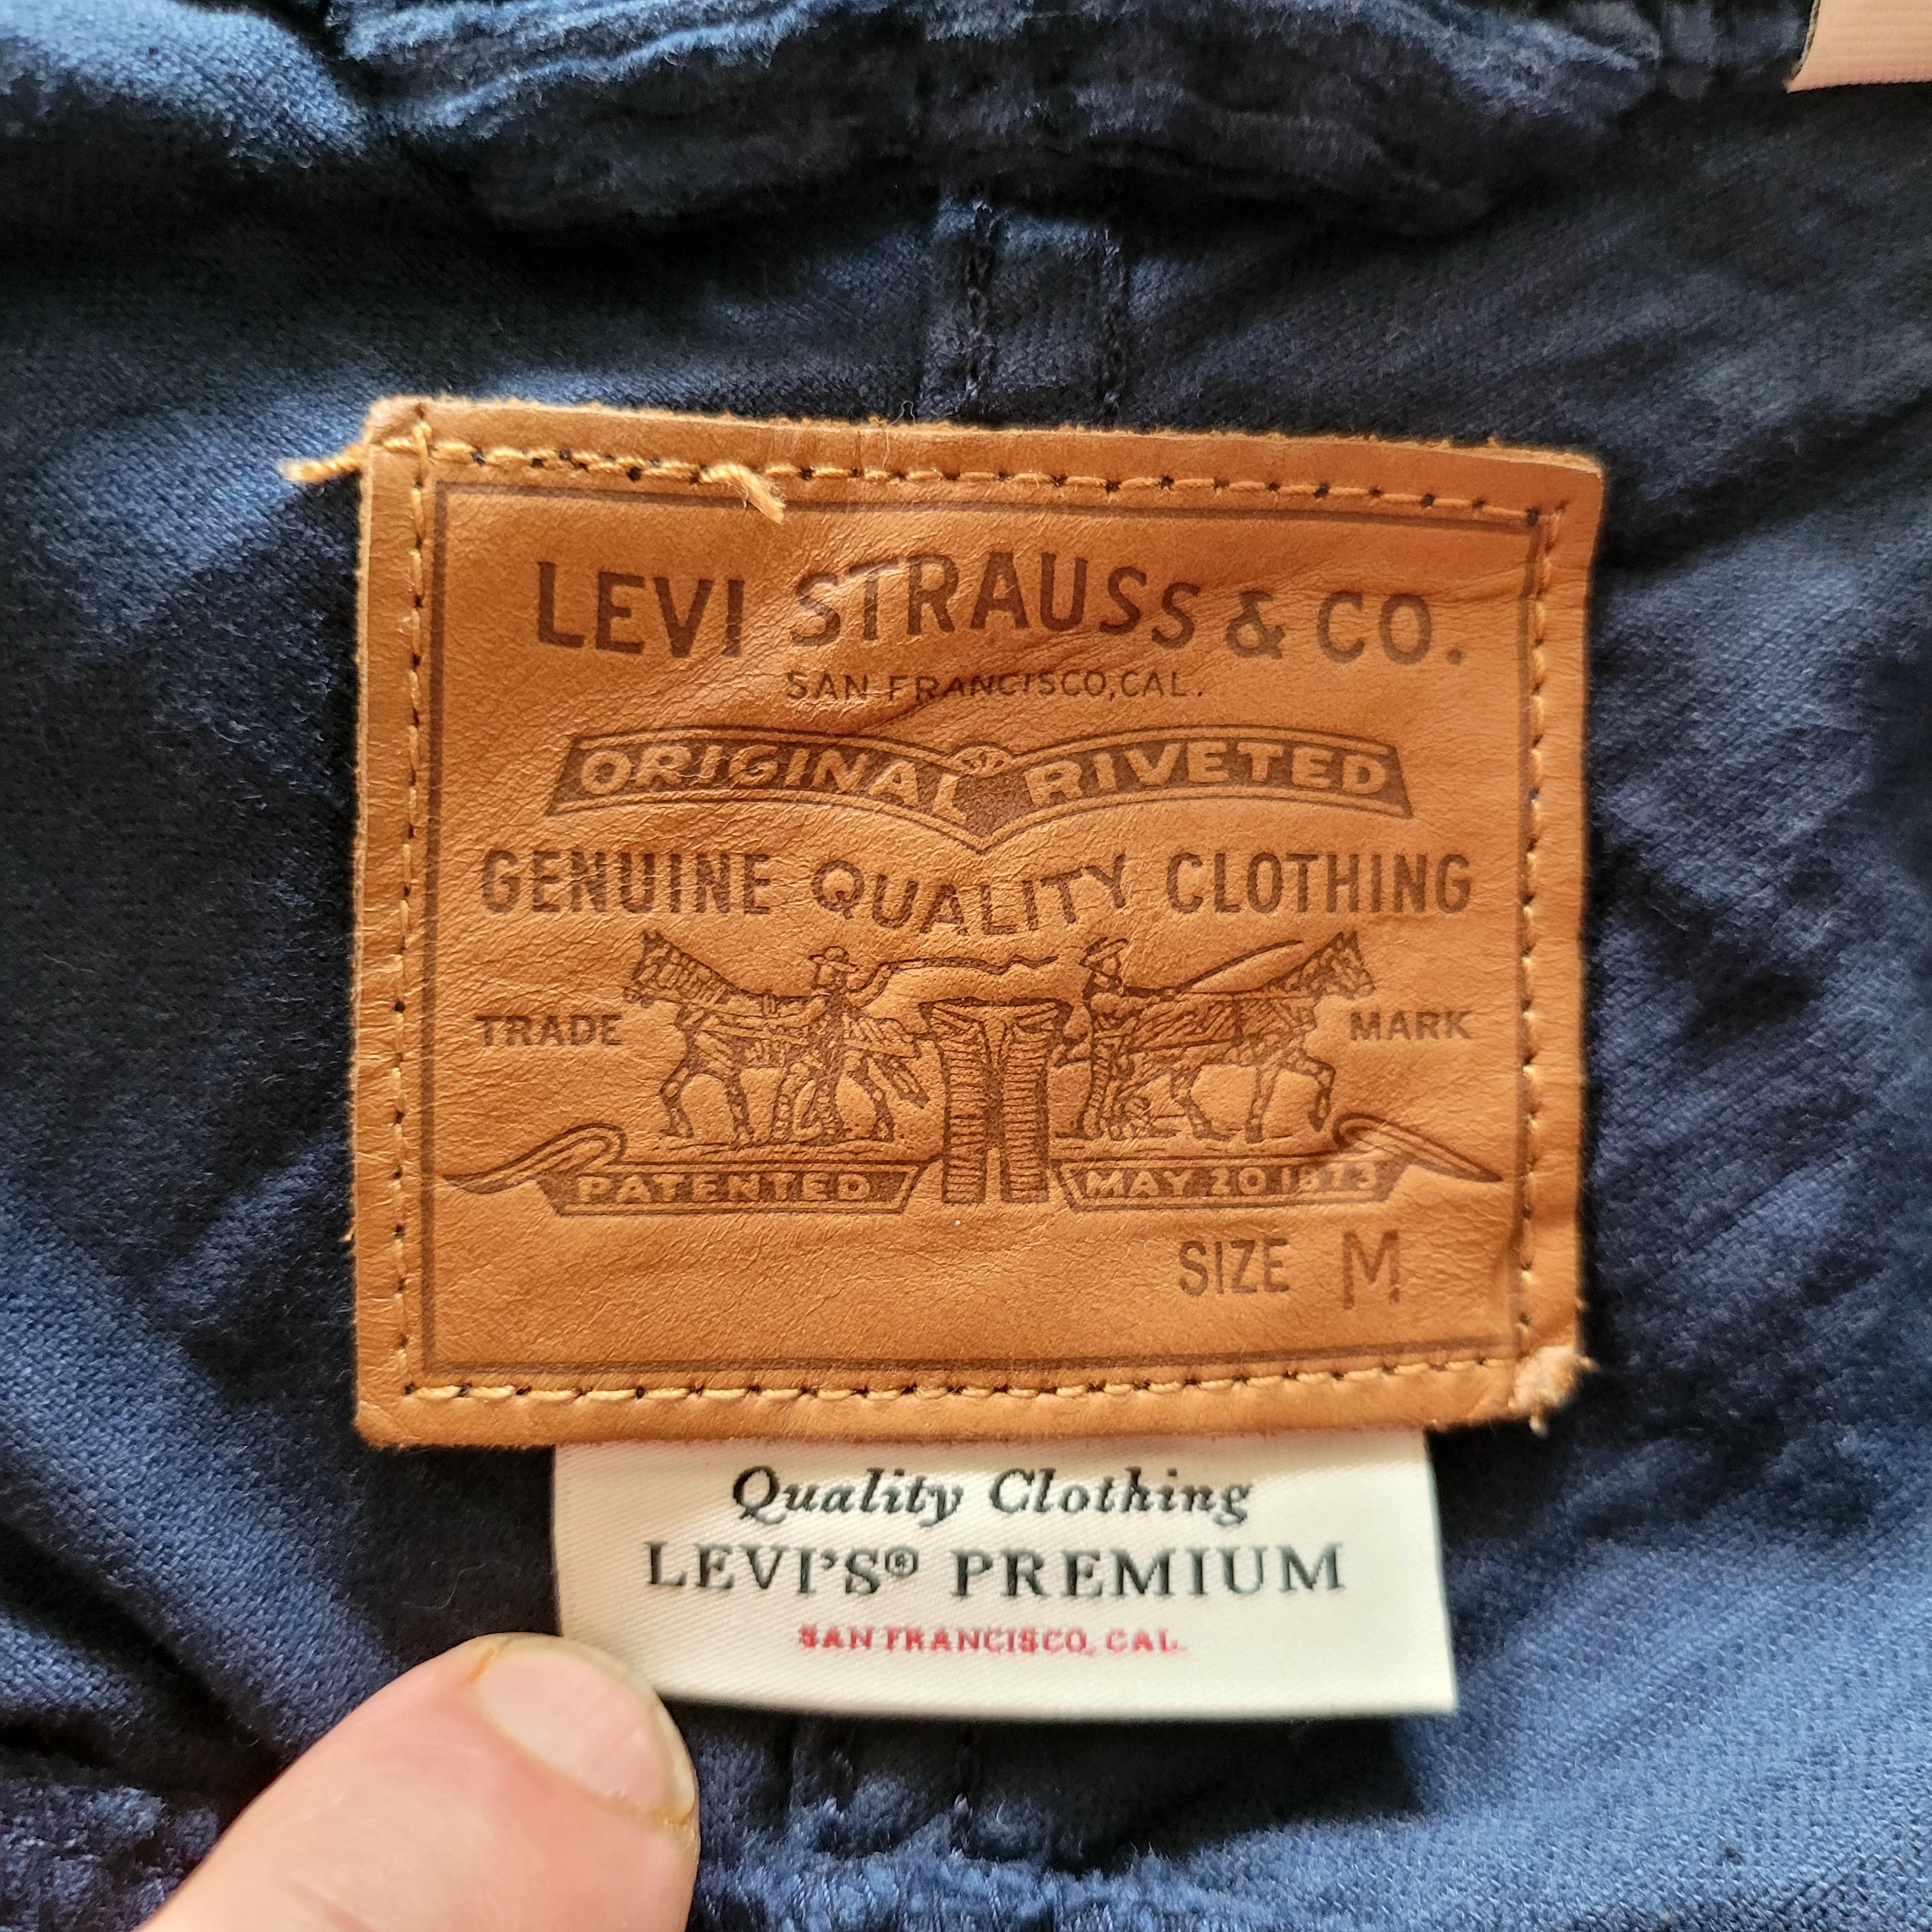 LEVI STRAUSS & CO.
SAN FRANCISCO, CAL.
ORIGINAL RIVETED
GENUINE QUALITY CLOTHING
TRADE MARK
PATENTED MAY 20 1873
SIZE M
Quality Clothing
LEVI'S® PREMIUM
SAN FRANCISCO, CAL.